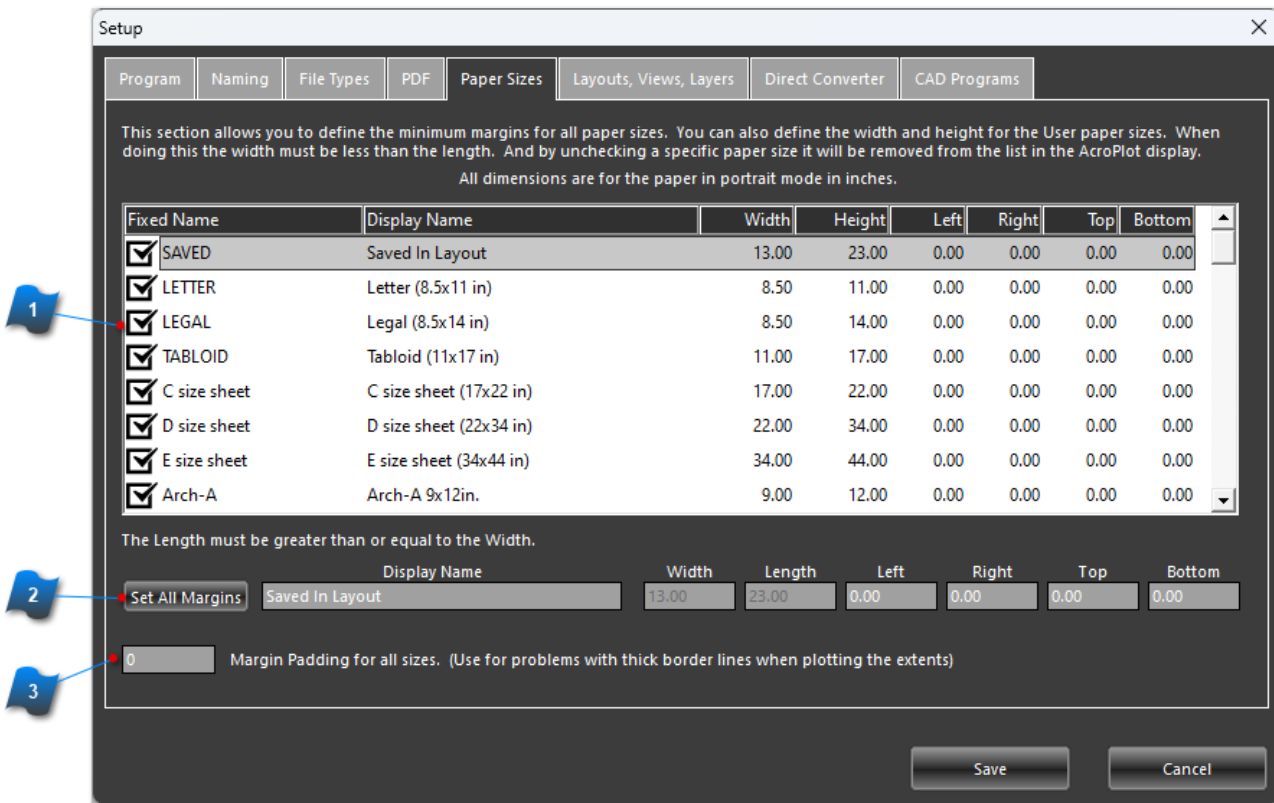 Setup
Program Naming File Types PDF Paper Sizes Layouts, Views, Layers Direct Converter CAD Programs
This section allows you to define the minimum margins for all paper sizes. You can also define the width and height for the User paper sizes. When
doing this the width must be less than the length. And by unchecking a specific paper size it will be removed from the list in the AcroPlot display.
All dimensions are for the paper in portrait mode in inches.
Fixed Name Display Name Width Height Left Right Top Bottom
SAVED Saved In Layout 13.00 23.00 0.00 0.00 0.00 0.00
LETTER Letter (8.5x11 in) 8.50 11.00 0.00 0.00 0.00 0.00
1
LEGAL Legal (8.5x14 in) 8.50 14.00 0.00 0.00 0.00 0.00
TABLOID Tabloid (11x17 in) 11.00 17.00 0.00 0.00 0.00 0.00
C size sheet C size sheet (17x22 in) 17.00 22.00 0.00 0.00 0.00 0.00
D size sheet D size sheet (22x34 in) 22.00 34.00 0.00 0.00 0.00 0.00
E size sheet E size sheet (34x44 in) 34.00 44.00 0.00 0.00 0.00 0.00
Arch-A Arch-A 9x12in. 9.00 12.00 0.00 0.00 0.00 0.00
The Length must be greater than or equal to the Width.
Display Name Width Length Left Right Top Bottom
2 Set All Margins Saved In Layout 13.00 23.00 0.00 0.00 0.00 0.00
0 Margin Padding for all sizes. (Use for problems with thick border lines when plotting the extents)
3
Save Cancel